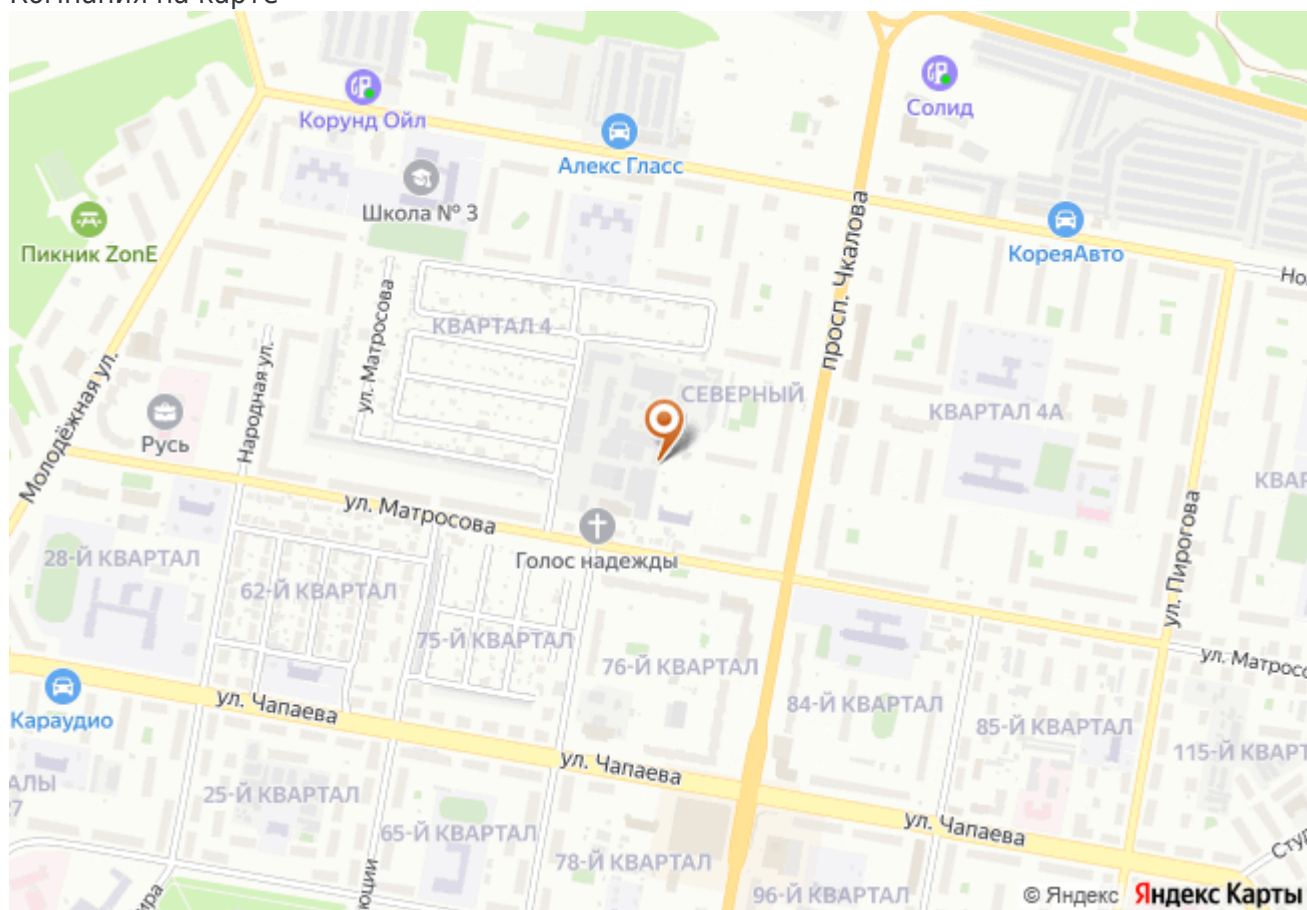 Компания на карте
Корунд Ойл
Солид
Алекс Гласс
Школа № 3
Пикник ZonE
КореяАвто
просп. Чкалова
КВАРТАЛ 4
ул. Матросова
Народная ул.
Молодёжная ул.
СЕВЕРНЫЙ
КВАРТАЛ 4А
Русь
ул. Матросова
Голос надежды
ул. Пирогова
28-Й КВАРТАЛ
62-Й КВАРТАЛ
75-Й КВАРТАЛ
76-Й КВАРТАЛ
84-Й КВАРТАЛ
85-Й КВАРТАЛ
Караудио
ул. Чапаева
ул. Чапаева
25-Й КВАРТАЛ
65-Й КВАРТАЛ
78-Й КВАРТАЛ
ул. Чапаева
96-Й КВАРТАЛ
© Яндекс Яндекс Карты